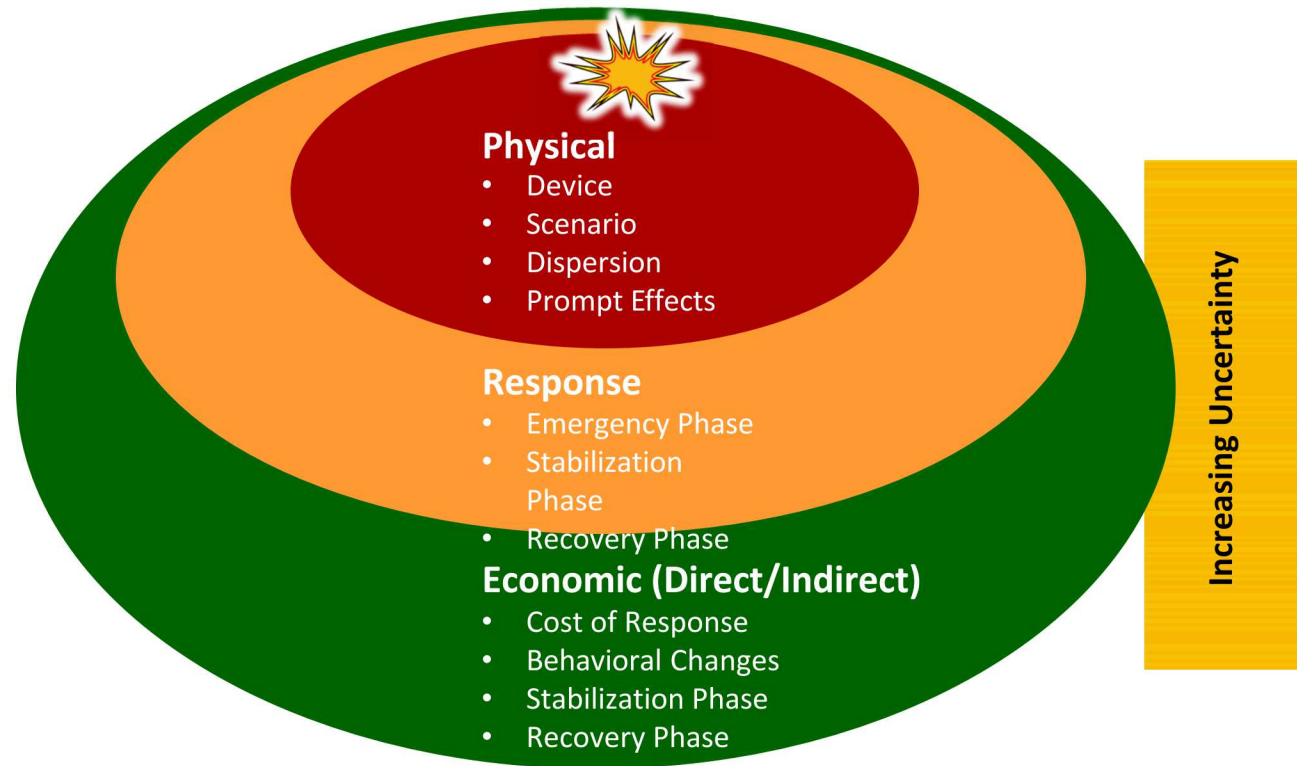 Physical
• Device
• Scenario
• Dispersion
• Prompt Effects
Response
• Emergency Phase
• Stabilization
Phase
• Recovery Phase
Economic (Direct/Indirect)
• Cost of Response
• Behavioral Changes
• Stabilization Phase
• Recovery Phase
Increasing Uncertainty